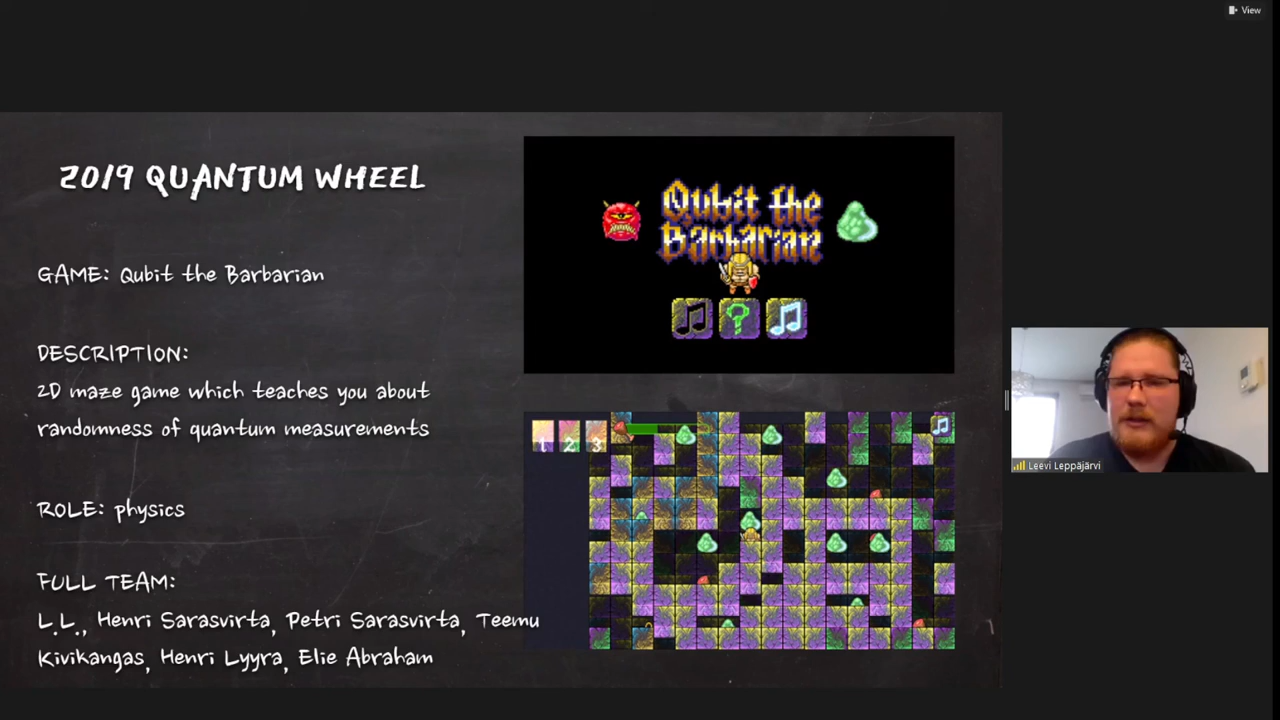 View
2019 QUANTUM WHEEL
GAME: Qubit the Barbarian
DESCRIPTION:
2D maze game which teaches you about
randomness of quantum measurements
ROLE: physics
FULL TEAM:
L.L., Henri Sarasvirta, Petri Sarasvirta, Teemu
Kivikangas, Henri Lyyra, Elie Abraham
Qubit the
Barbarian
?
1 2 3
Leevi Leppäjärvi